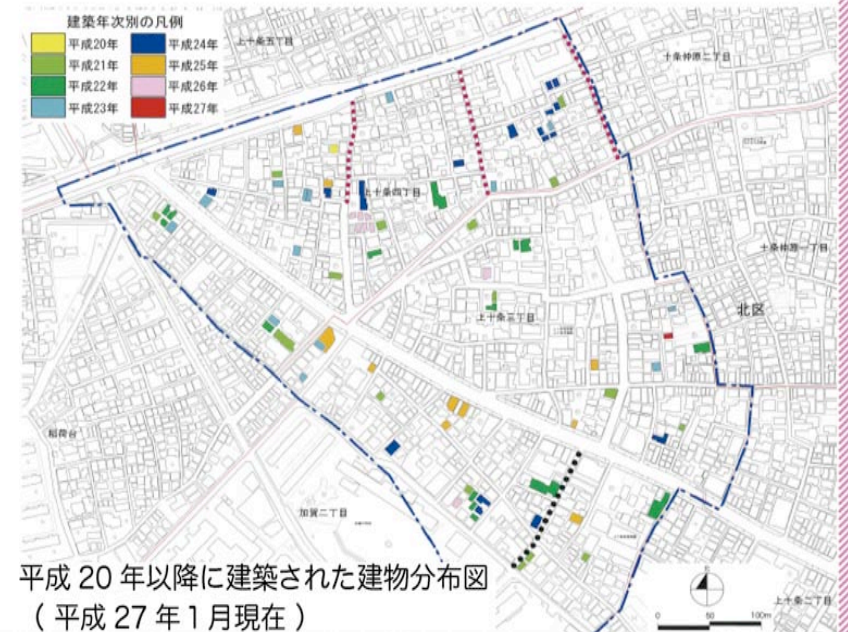 建築年次別の凡例
平成20年
平成24年
平成21年
平成25年
平成22年
平成26年
平成23年
平成27年
上十条五丁目
十条仲原二丁目
上十条四丁目
十条仲原一丁目
北区
上十条三丁目
稲荷台
加賀二丁目
上十条二丁目
北
0 50 100m
平成 20 年以降に建築された建物分布図
（ 平成 27 年1月現在 ）